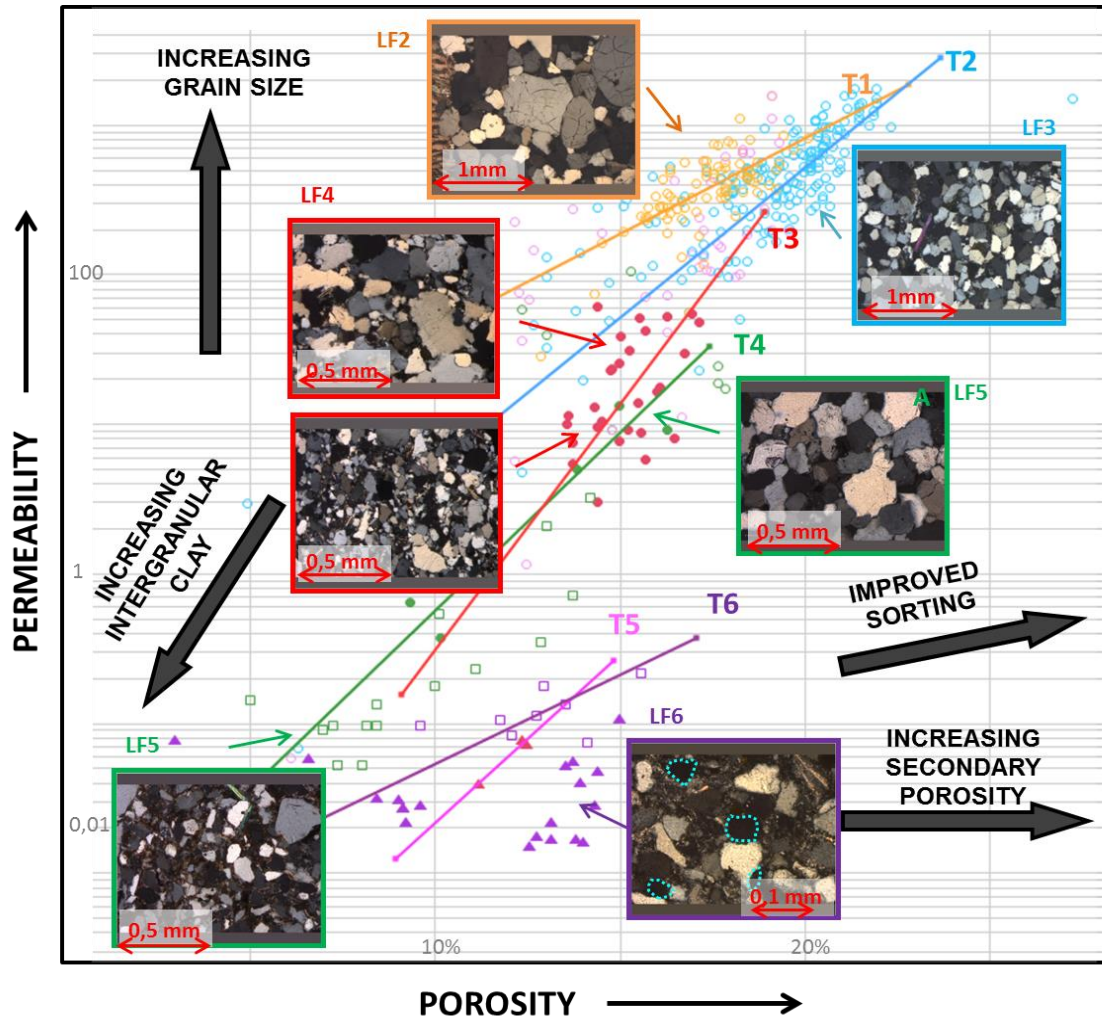 INCREASING
GRAIN SIZE
LF2
1mm
T1
T2
LF3
1mm
LF4
0,5 mm
T3
100
T4
0,5 mm
A
LF5
0,5 mm
PERMEABILITY
INCREASING
INTERGRANULAR
CLAY
1
IMPROVED
SORTING
T5
T6
LF5
0,5 mm
LF6
0,1 mm
INCREASING
SECONDARY
POROSITY
0,01
10%
20%
POROSITY